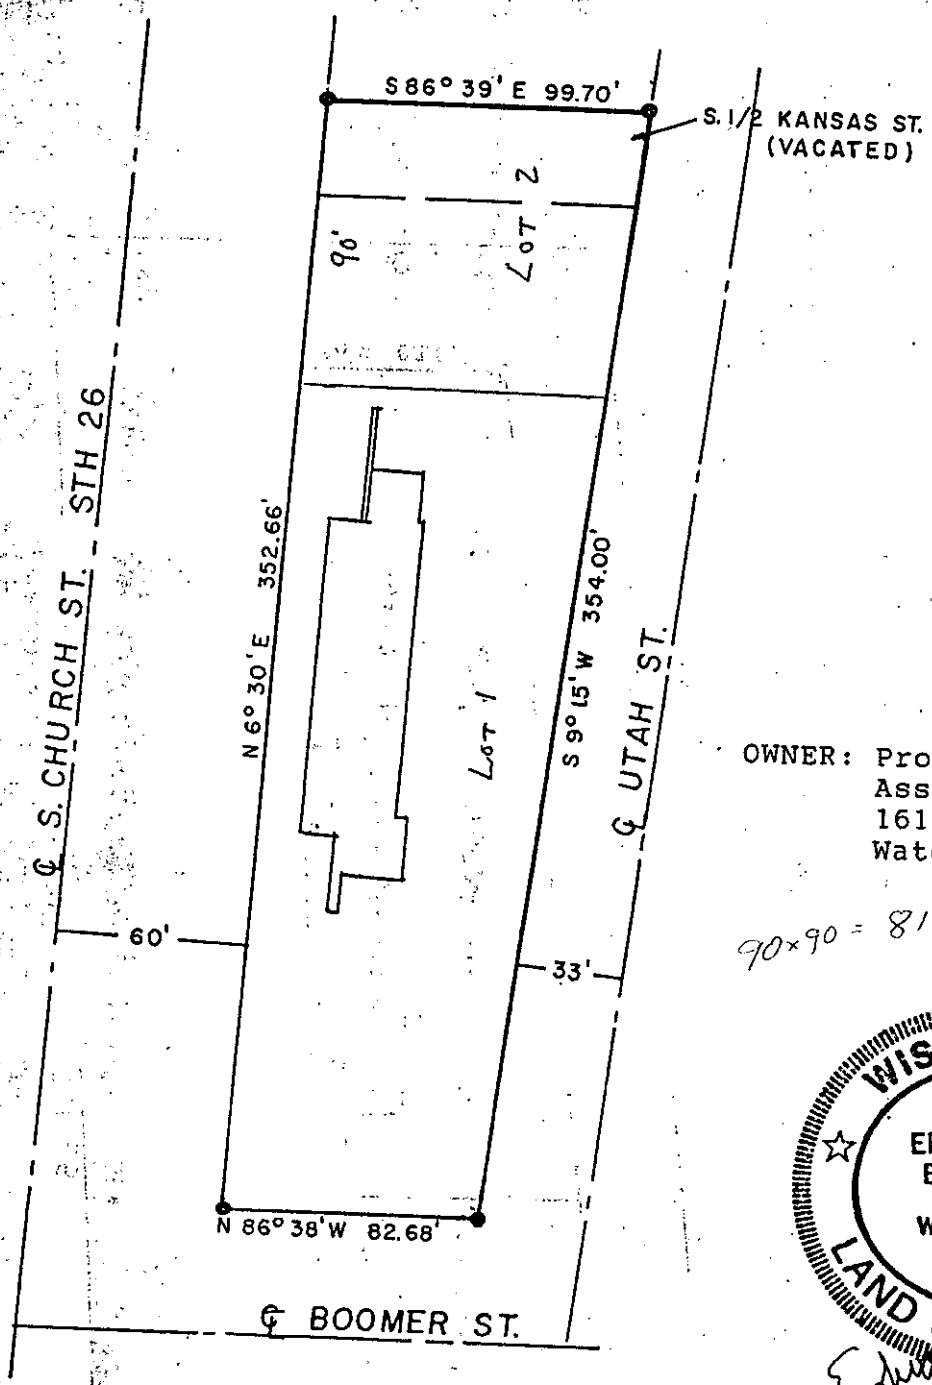 S 86° 39' E 99.70'
S. 1/2 KANSAS ST.
(VACATED)
LOT 2
90'
℄ S. CHURCH ST. - STH 26
N 6° 30' E 352.66'
LOT 1
S 9° 15' W 354.00'
℄ UTAH ST.
OWNER: Pro
Ass
161
Wat
60'
33'
90×90 = 81
WIS
LAND
N 86° 38' W 82.68'
℄ BOOMER ST.